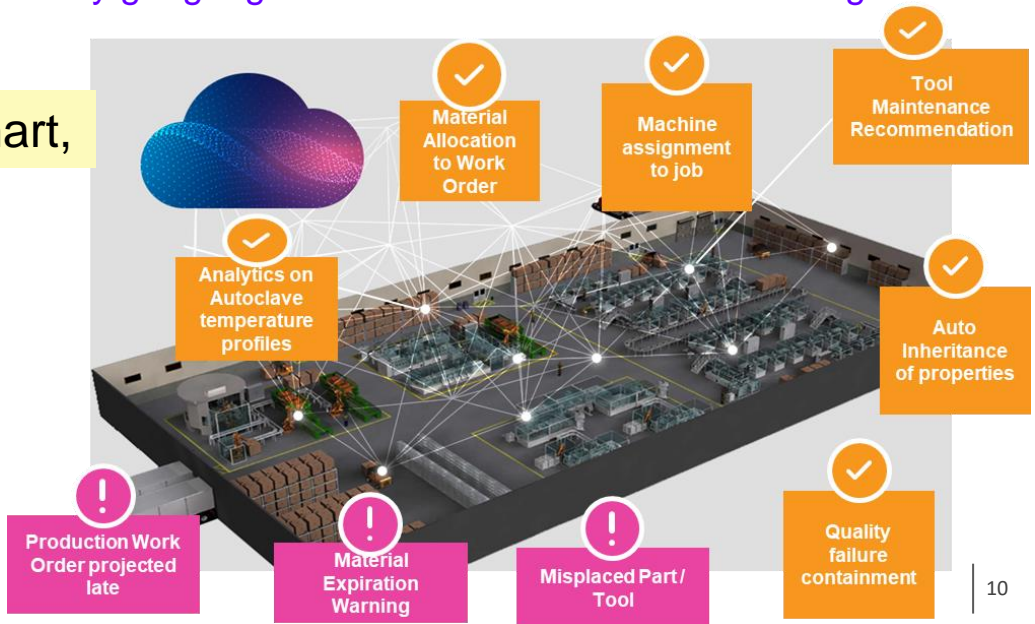 art,
Material
Allocation
to Work
Order
Machine
assignment
to job
Tool
Maintenance
Recommendation
Analytics on
Autoclave
temperature
profiles
Auto
Inheritance
of properties
Production Work
Order projected
late
Material
Expiration
Warning
Misplaced Part /
Tool
Quality
failure
containment
10